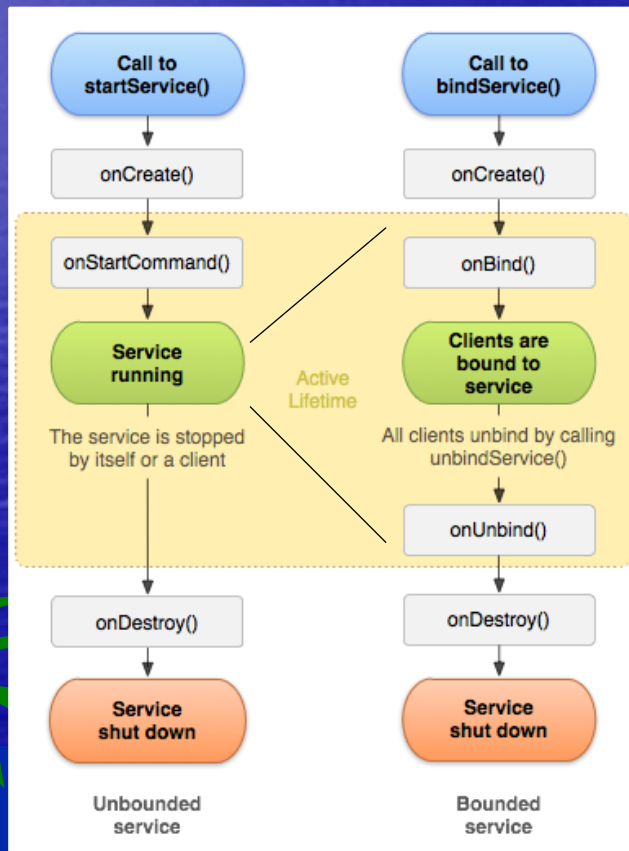 Call to
startService()
onCreate()
onStartCommand()
Service
running
The service is stopped
by itself or a client
onDestroy()
Service
shut down
Unbounded
service
Active
Lifetime
Call to
bindService()
onCreate()
onBind()
Clients are
bound to
service
All clients unbind by calling
unbindService()
onUnbind()
onDestroy()
Service
shut down
Bounded
service